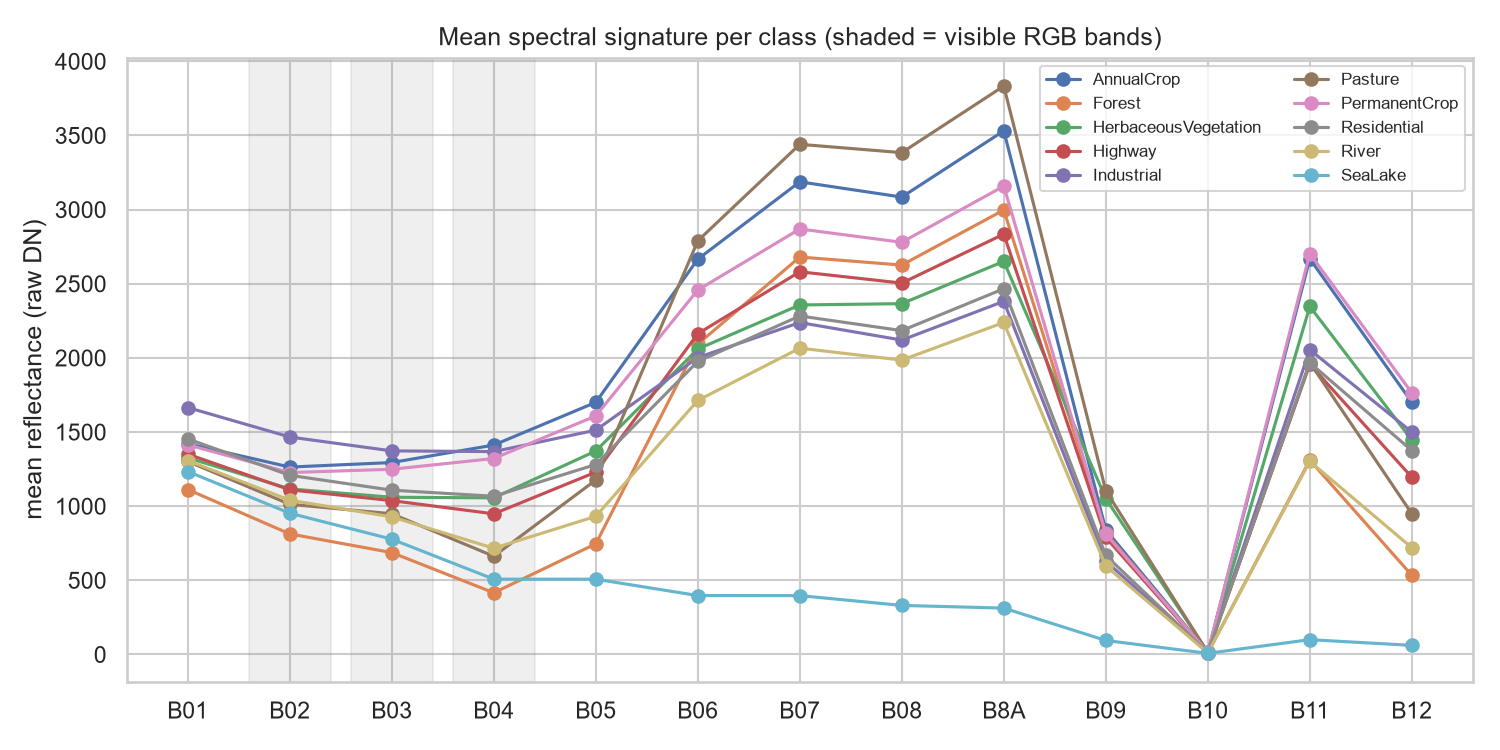 Mean spectral signature per class (shaded = visible RGB bands)
mean reflectance (raw DN)
4000
3500
3000
2500
2000
1500
1000
500
0
AnnualCrop
Forest
HerbaceousVegetation
Highway
Industrial
Pasture
PermanentCrop
Residential
River
SeaLake
B01 B02 B03 B04 B05 B06 B07 B08 B8A B09 B10 B11 B12